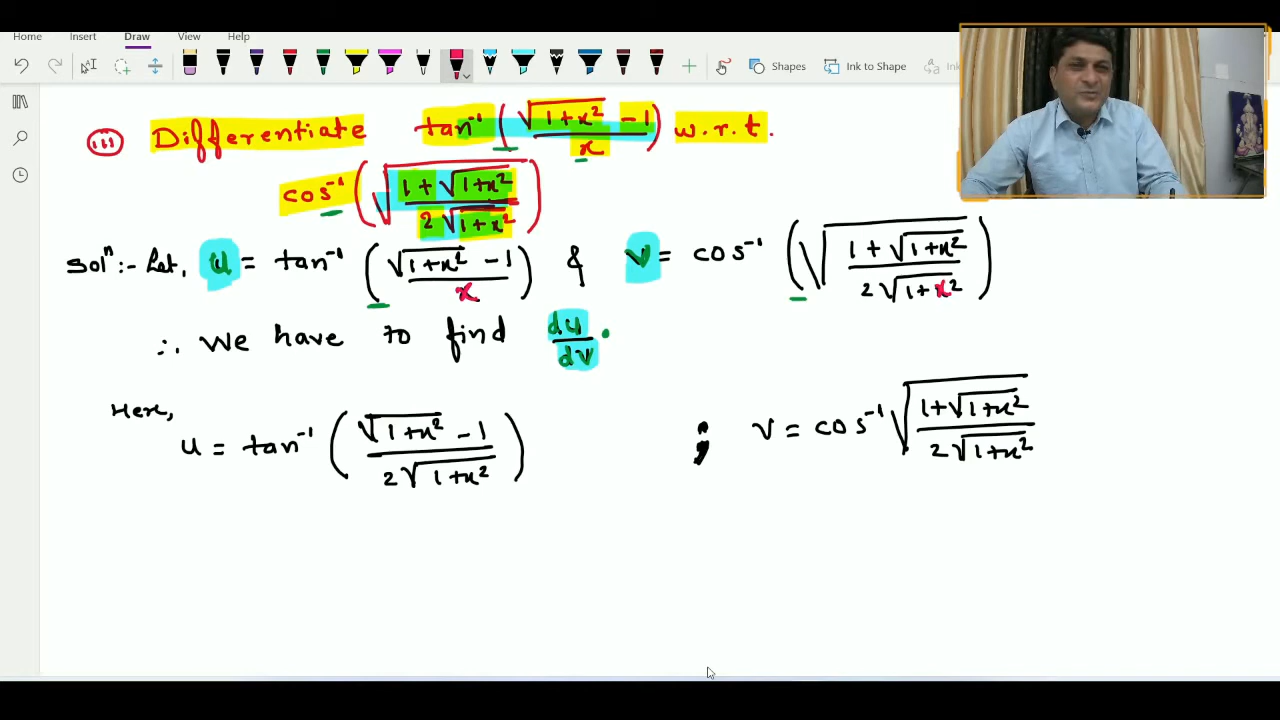 Home Insert Draw View Help
Shapes Ink to Shape Ink
(iii) Differentiate tan⁻¹ (√(1+x²) -1 / x) w.r.t.
cos⁻¹ (√(1+√(1+x²) / 2√(1+x²)))
Solⁿ:- Let, u = tan⁻¹ (√(1+x²) -1 / x) & v = cos⁻¹ (√(1+√(1+x²) / 2√(1+x²)))
∴ We have to find du/dv.
Here,
u = tan⁻¹ (√(1+x²) -1 / 2√(1+x²)) ; v = cos⁻¹ √(1+√(1+x²) / 2√(1+x²))